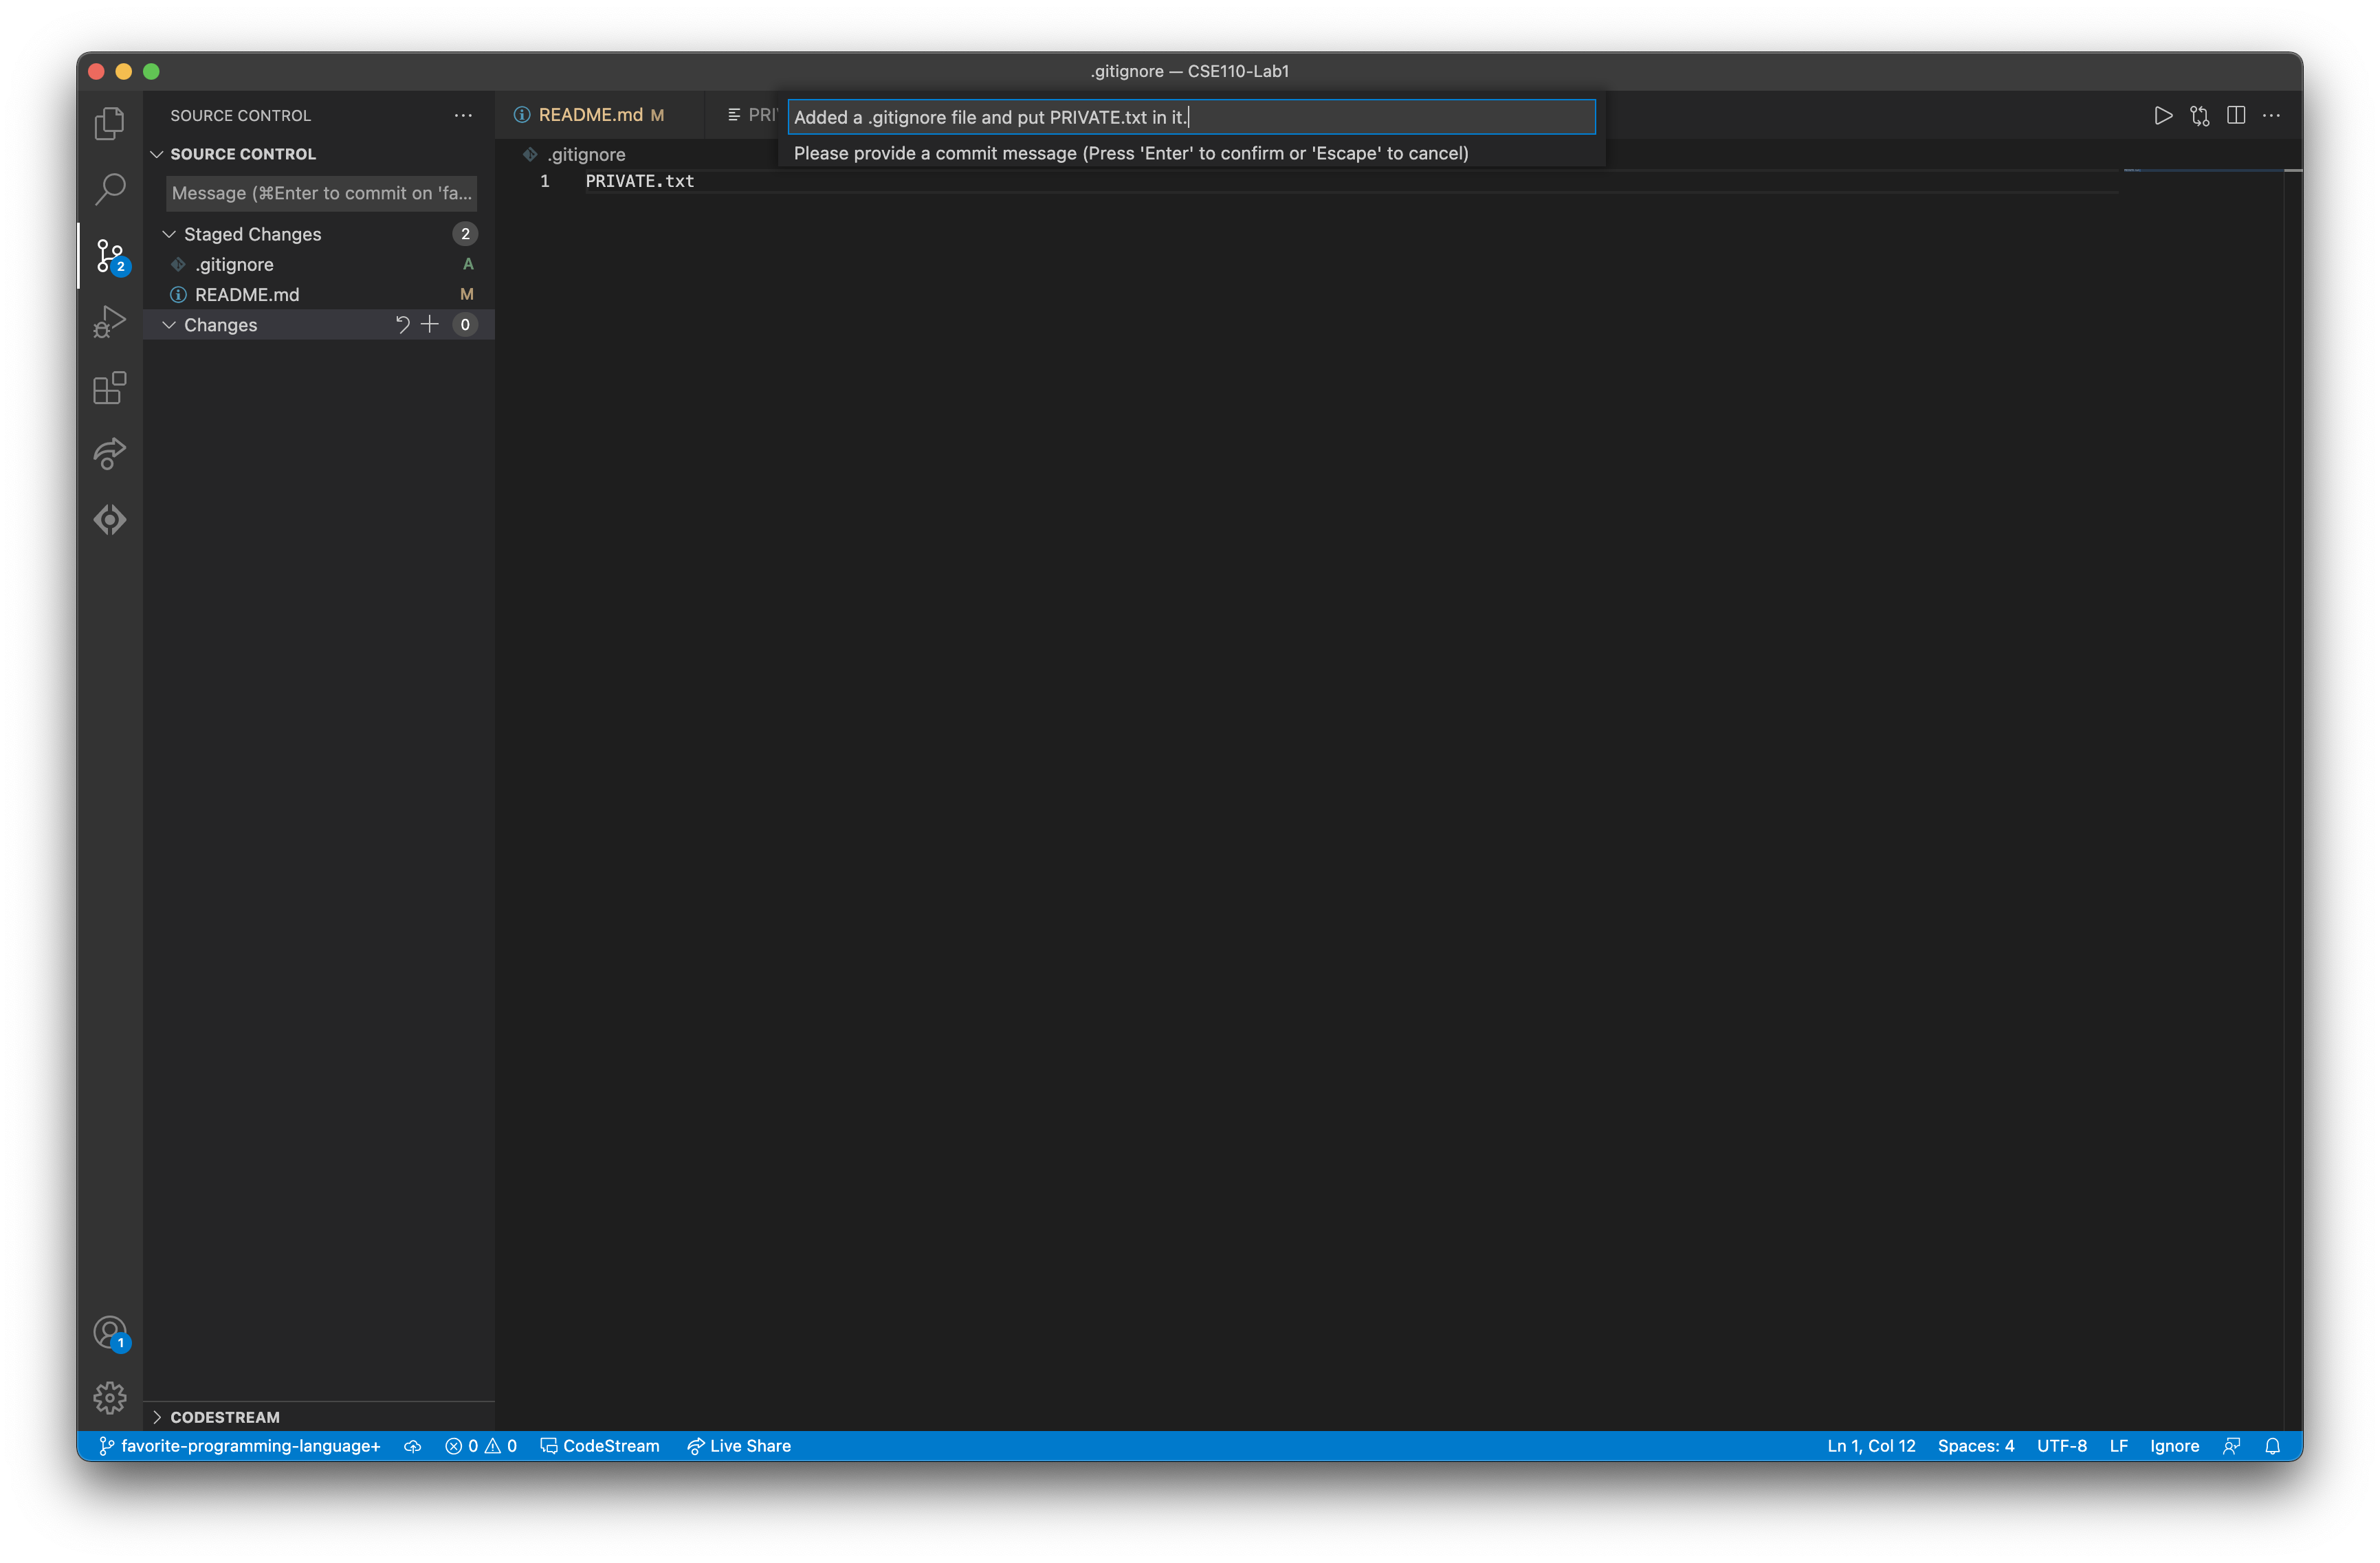 .gitignore — CSE110-Lab1
SOURCE CONTROL
README.md M
PRI
Added a .gitignore file and put PRIVATE.txt in it.
Please provide a commit message (Press 'Enter' to confirm or 'Escape' to cancel)
SOURCE CONTROL
.gitignore
1 PRIVATE.txt
Message (⌘Enter to commit on 'fa...
Staged Changes 2
.gitignore A
README.md M
Changes 0
2
1
CODESTREAM
favorite-programming-language+ 0 0 CodeStream Live Share Ln 1, Col 12 Spaces: 4 UTF-8 LF Ignore